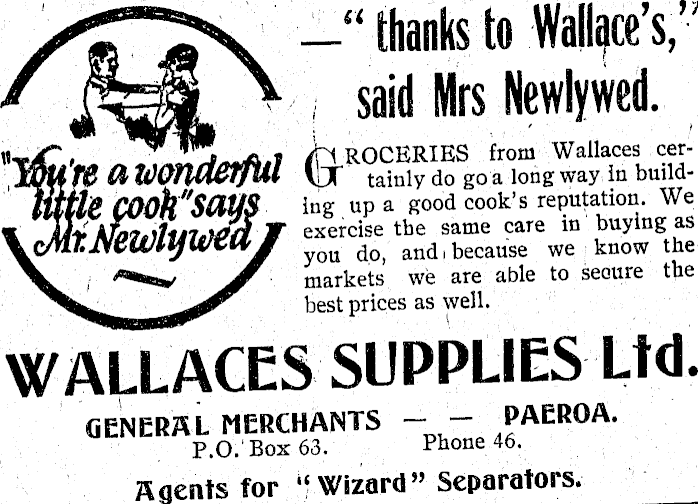 "You're a wonderful
little cook" says
Mr. Newlywed
—"thanks to Wallace's,"
said Mrs Newlywed.
GROCERIES from Wallaces cer-
tainly do go a long way in build-
ing up a good cook's reputation. We
exercise the same care in buying as
you do, and because we know the
markets we are able to secure the
best prices as well.
WALLACES SUPPLIES Ltd.
GENERAL MERCHANTS — — PAEROA.
P.O. Box 63. Phone 46.
Agents for "Wizard" Separators.